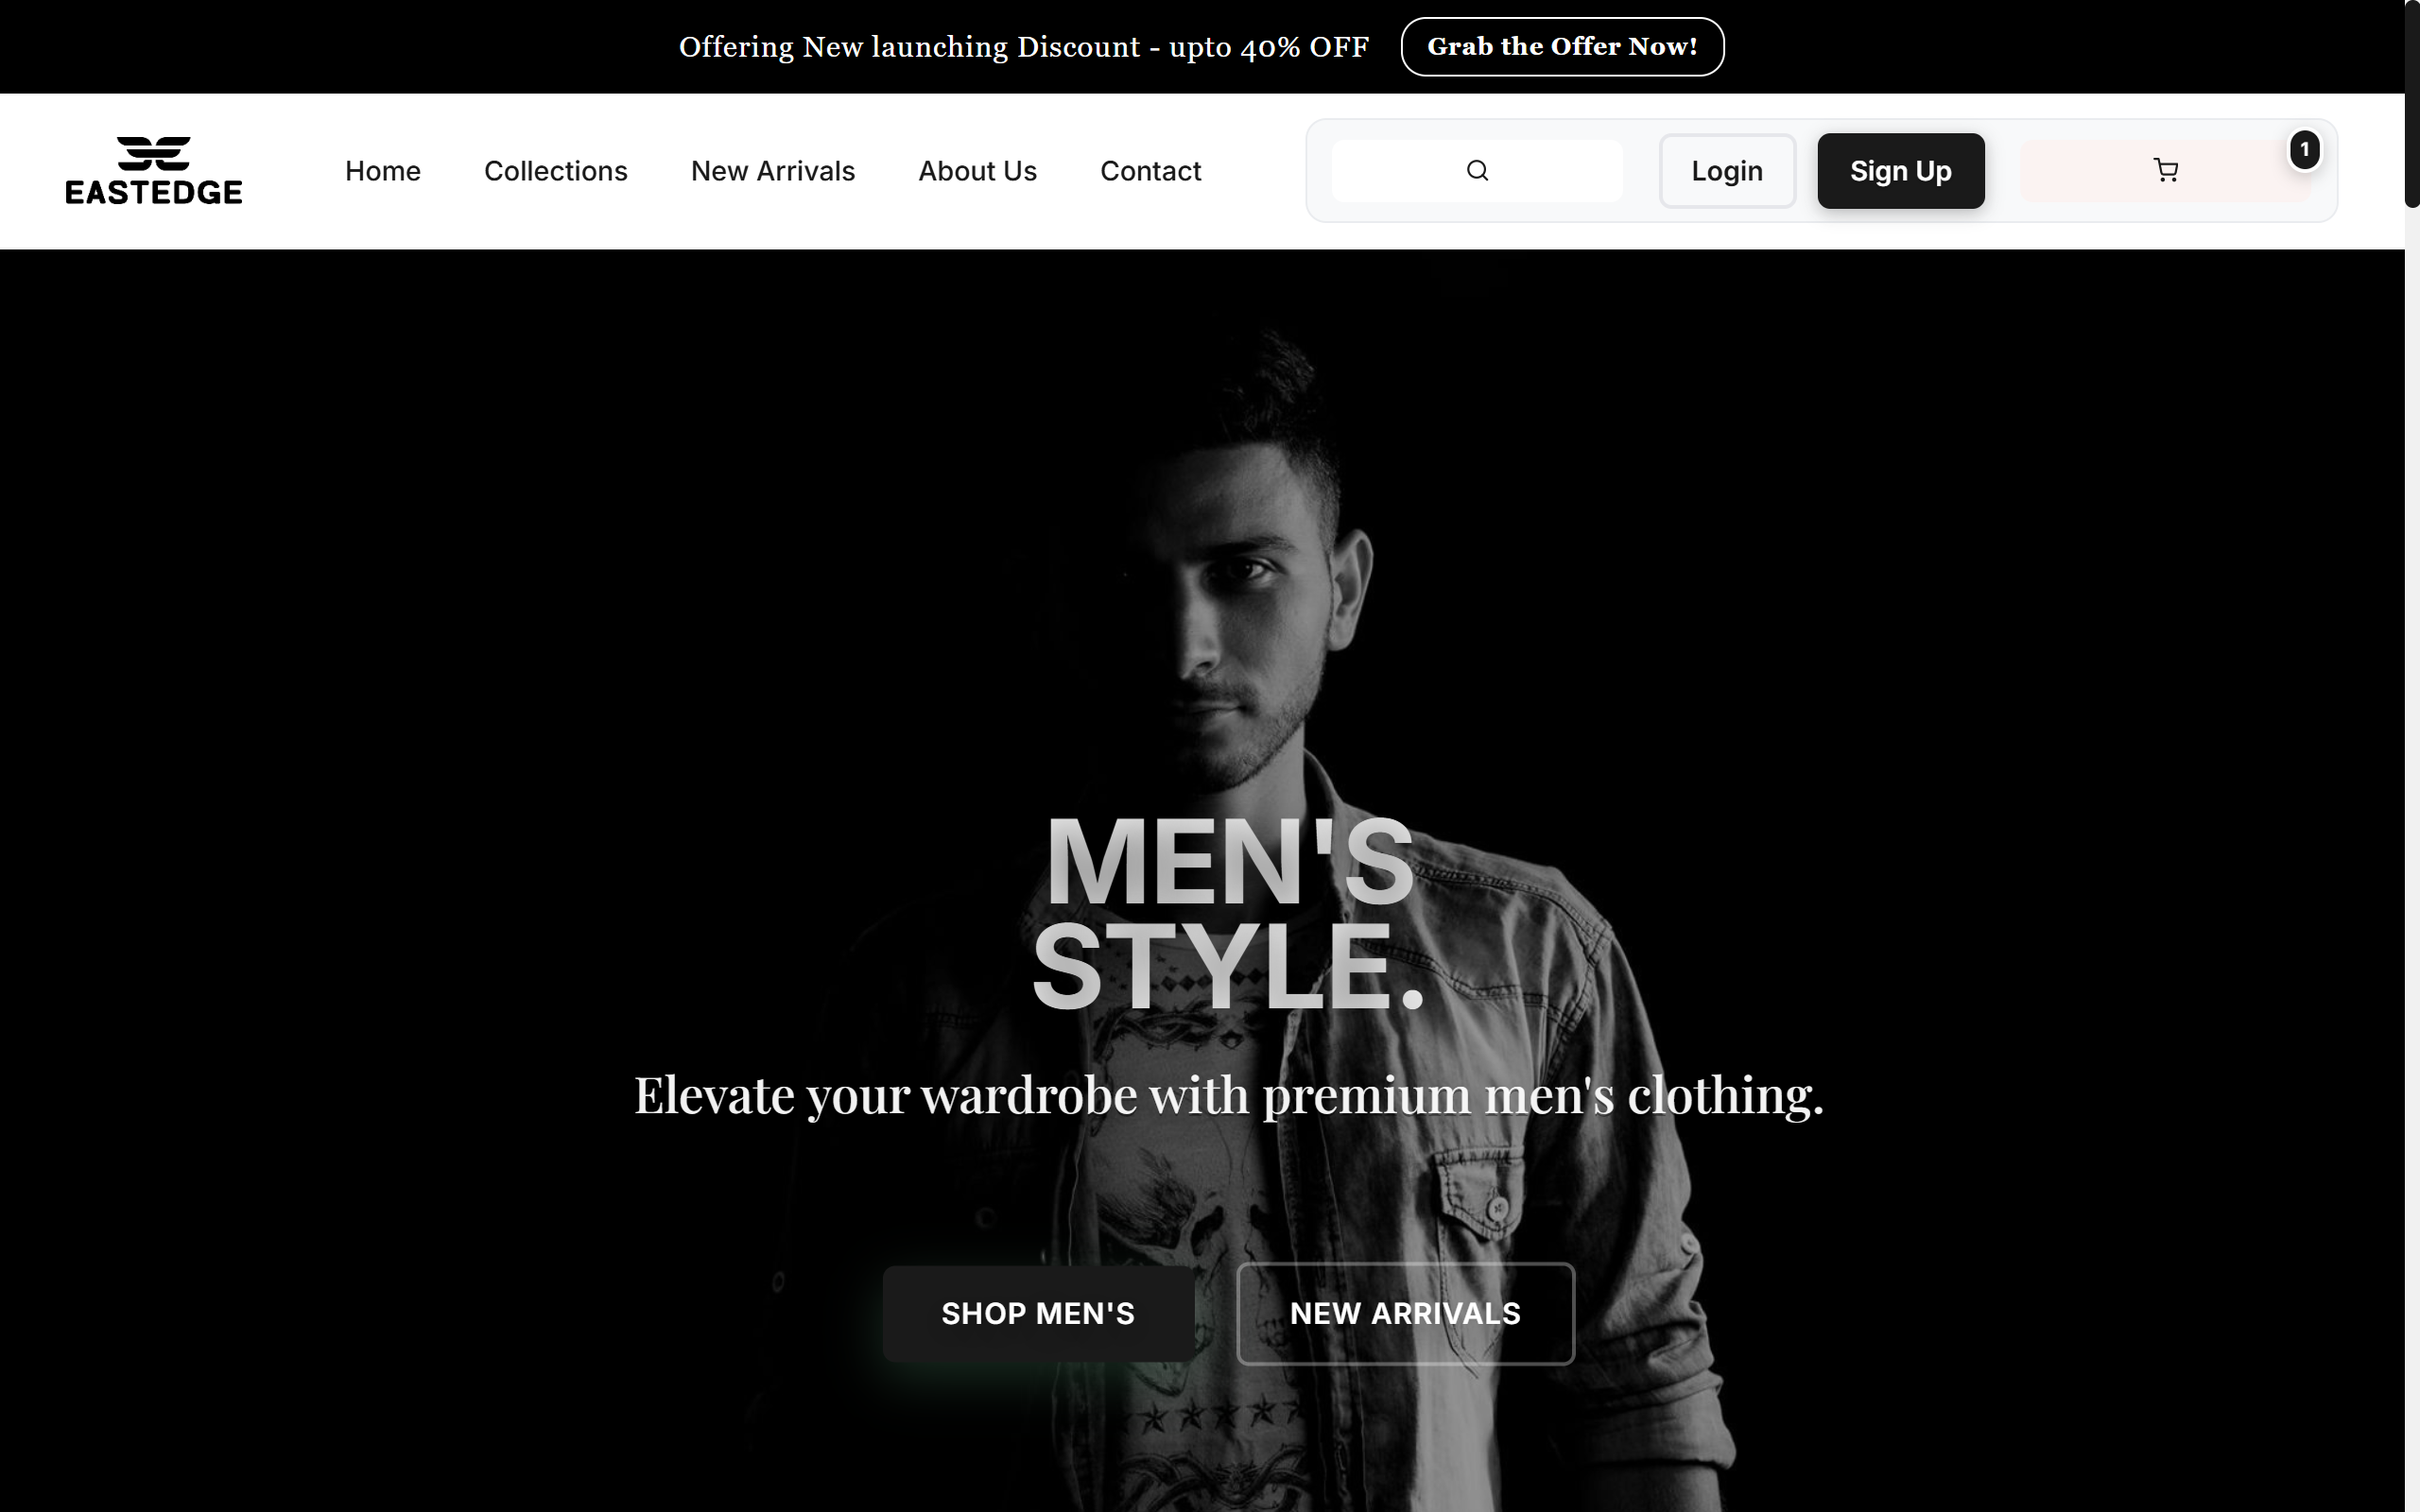 Offering New launching Discount - upto 40% OFF Grab the Offer Now!
EASTEDGE
Home Collections New Arrivals About Us Contact Login Sign Up 1
MEN'S
STYLE.
Elevate your wardrobe with premium men's clothing.
SHOP MEN'S NEW ARRIVALS